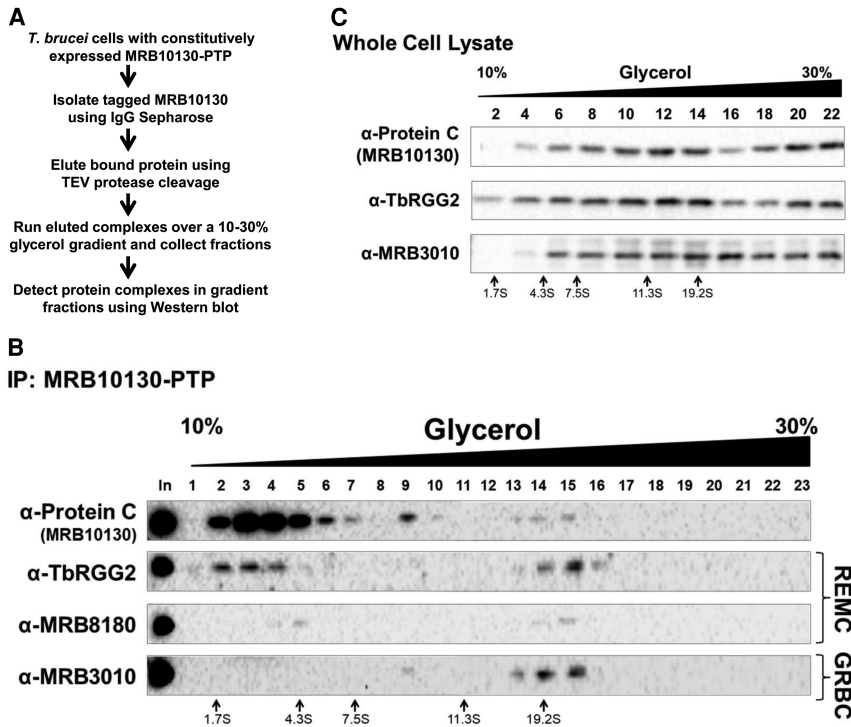 A
T. brucei cells with constitutively
expressed MRB10130-PTP
Isolate tagged MRB10130
using IgG Sepharose
Elute bound protein using
TEV protease cleavage
Run eluted complexes over a 10-30%
glycerol gradient and collect fractions
Detect protein complexes in gradient
fractions using Western blot
C
Whole Cell Lysate
10% Glycerol 30%
2 4 6 8 10 12 14 16 18 20 22
α-Protein C
(MRB10130)
α-TbRGG2
α-MRB3010
1.7S 4.3S 7.5S 11.3S 19.2S
B
IP: MRB10130-PTP
10% Glycerol 30%
In 1 2 3 4 5 6 7 8 9 10 11 12 13 14 15 16 17 18 19 20 21 22 23
α-Protein C
(MRB10130)
α-TbRGG2
α-MRB8180
α-MRB3010
REMC
GRBC
1.7S 4.3S 7.5S 11.3S 19.2S